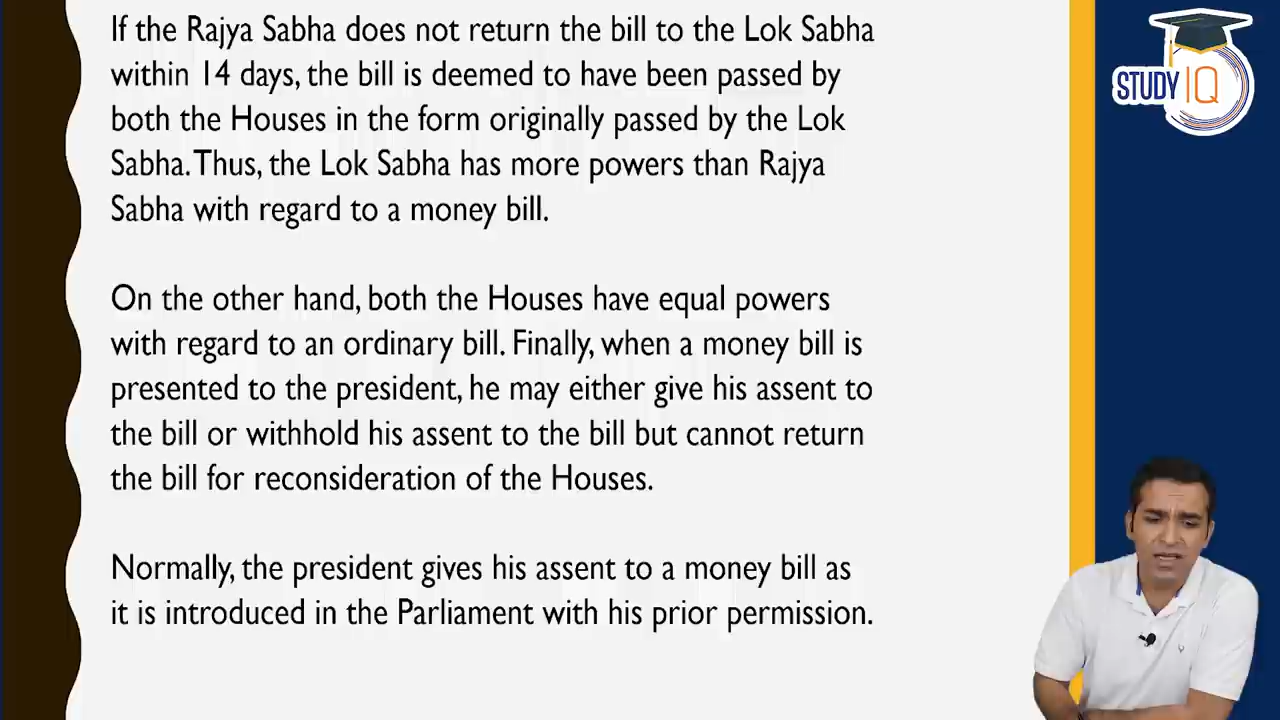 If the Rajya Sabha does not return the bill to the Lok Sabha
within 14 days, the bill is deemed to have been passed by
both the Houses in the form originally passed by the Lok
Sabha. Thus, the Lok Sabha has more powers than Rajya
Sabha with regard to a money bill.
On the other hand, both the Houses have equal powers
with regard to an ordinary bill. Finally, when a money bill is
presented to the president, he may either give his assent to
the bill or withhold his assent to the bill but cannot return
the bill for reconsideration of the Houses.
Normally, the president gives his assent to a money bill as
it is introduced in the Parliament with his prior permission.
STUDY IQ